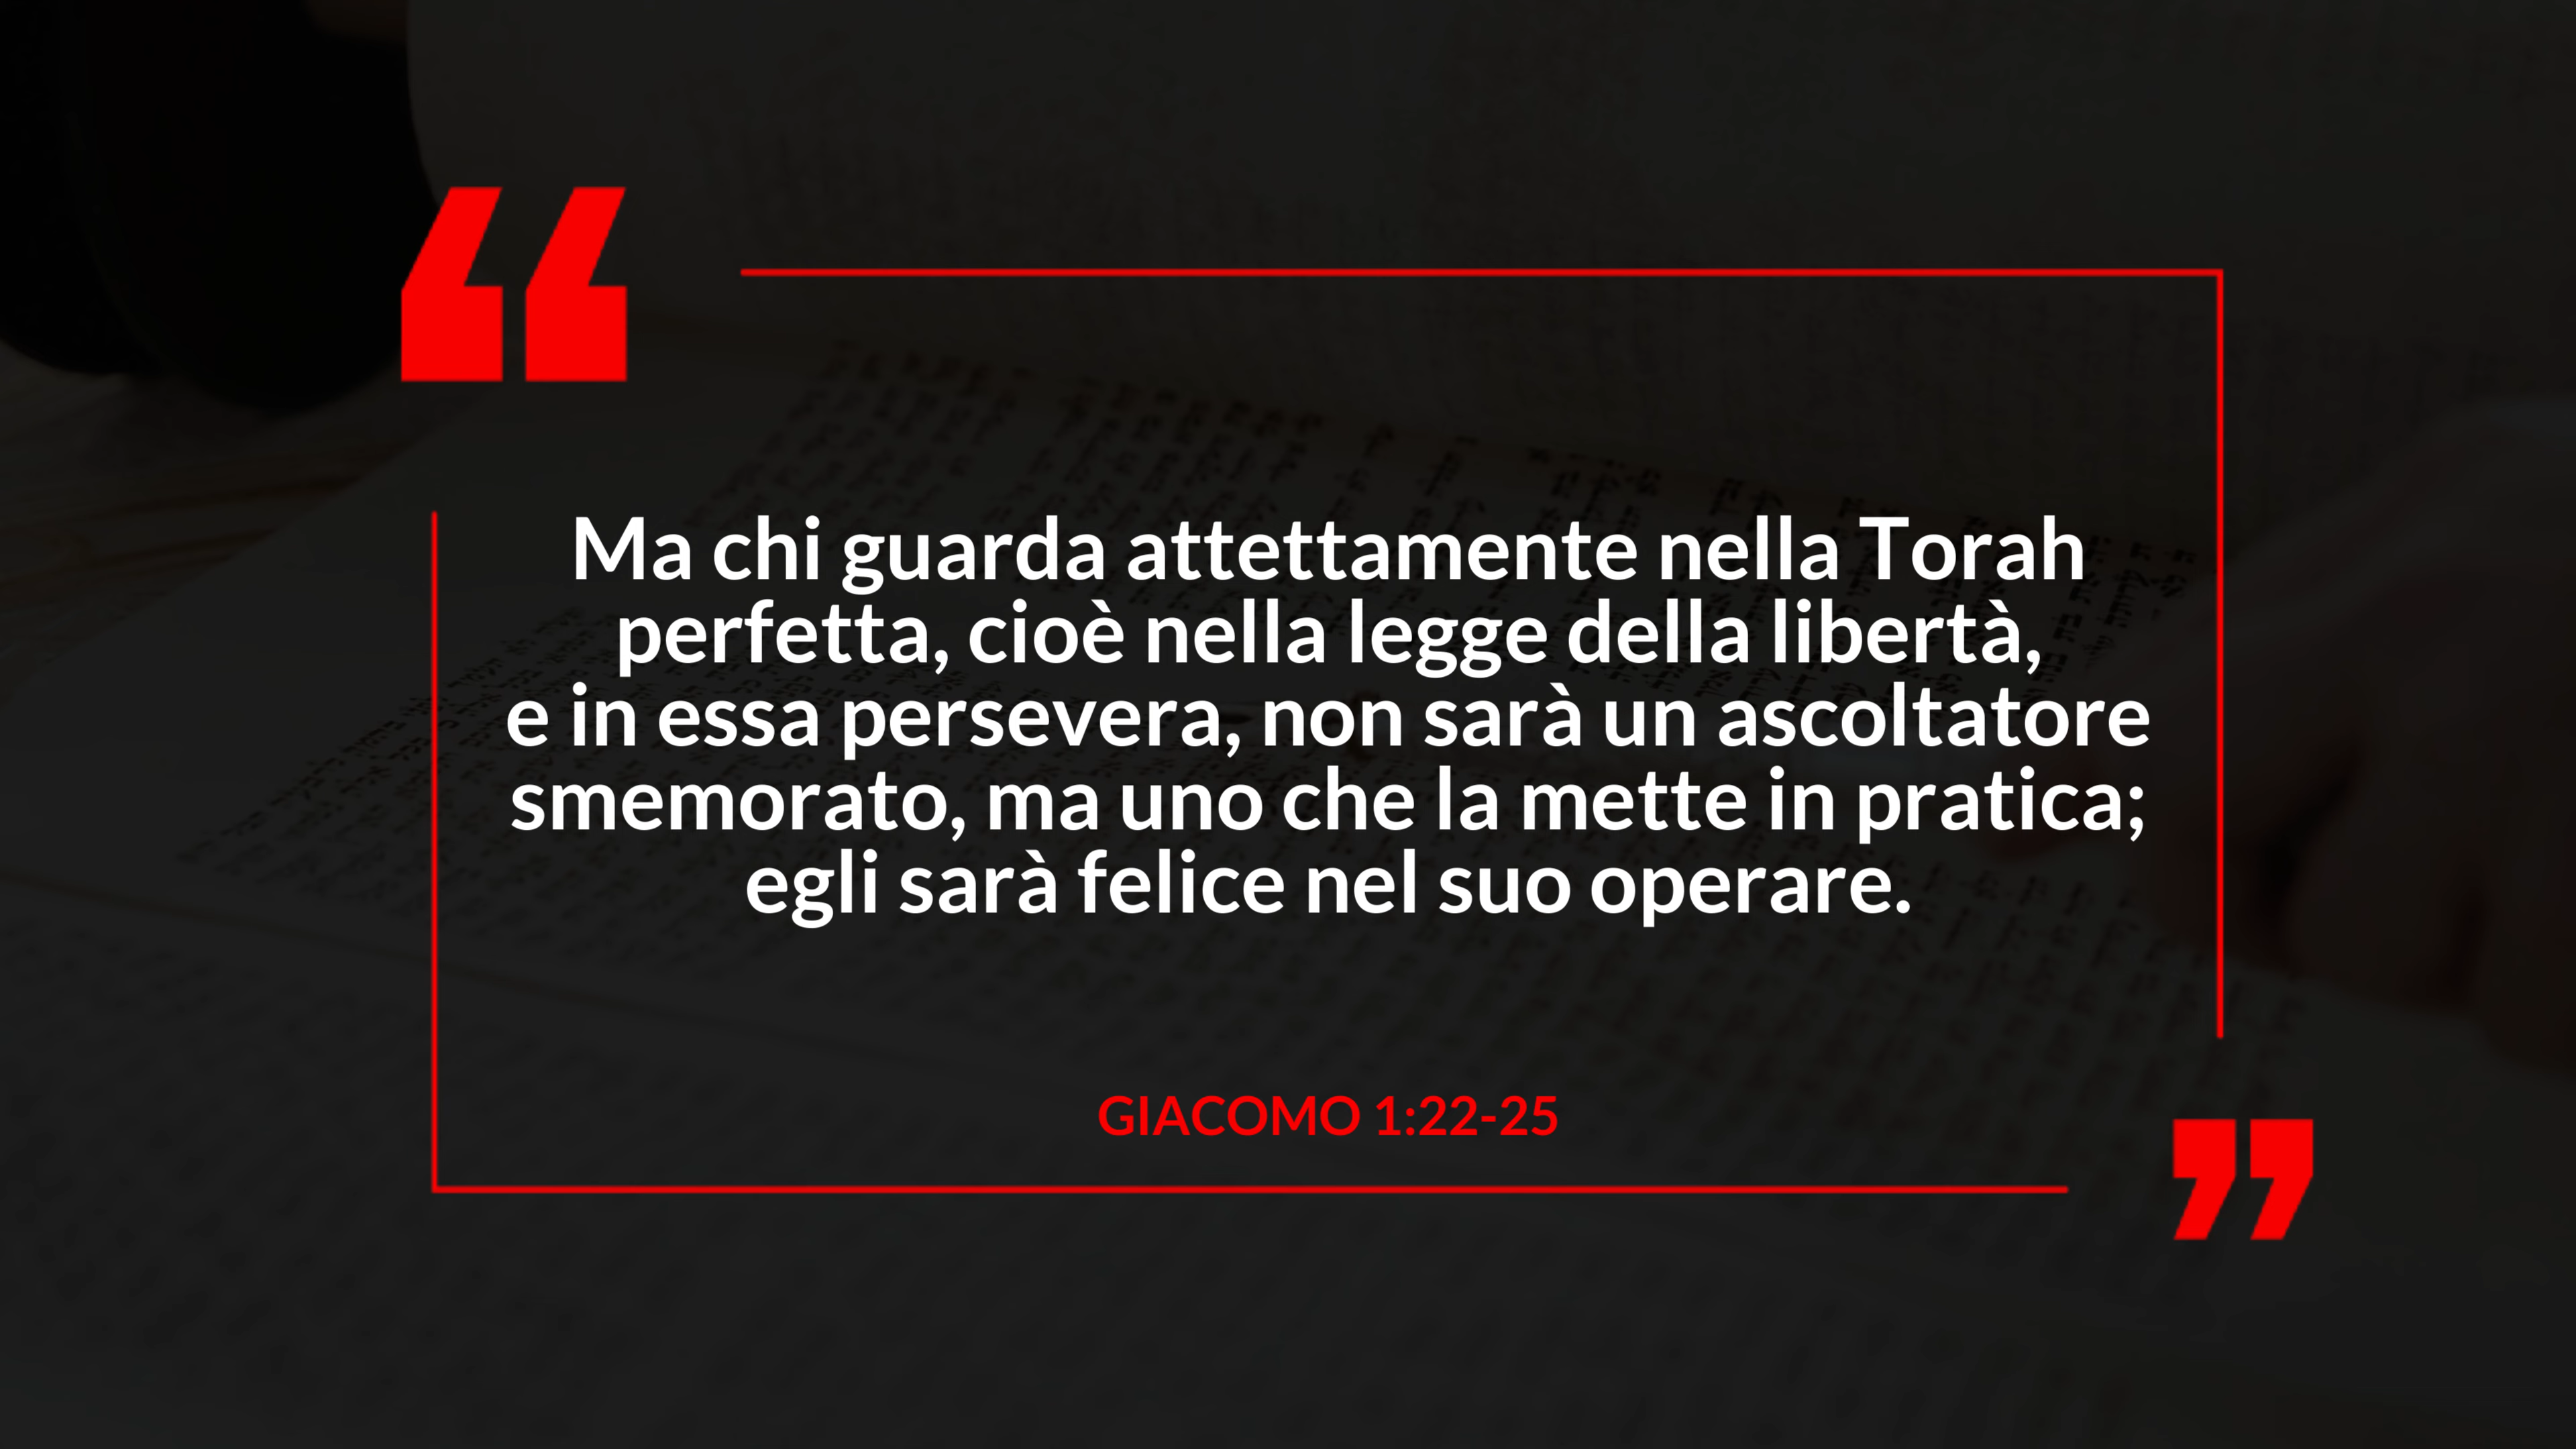 Ma chi guarda attettamente nella Torah
perfetta, cioè nella legge della libertà,
e in essa persevera, non sarà un ascoltatore
smemorato, ma uno che la mette in pratica;
egli sarà felice nel suo operare.
GIACOMO 1:22-25